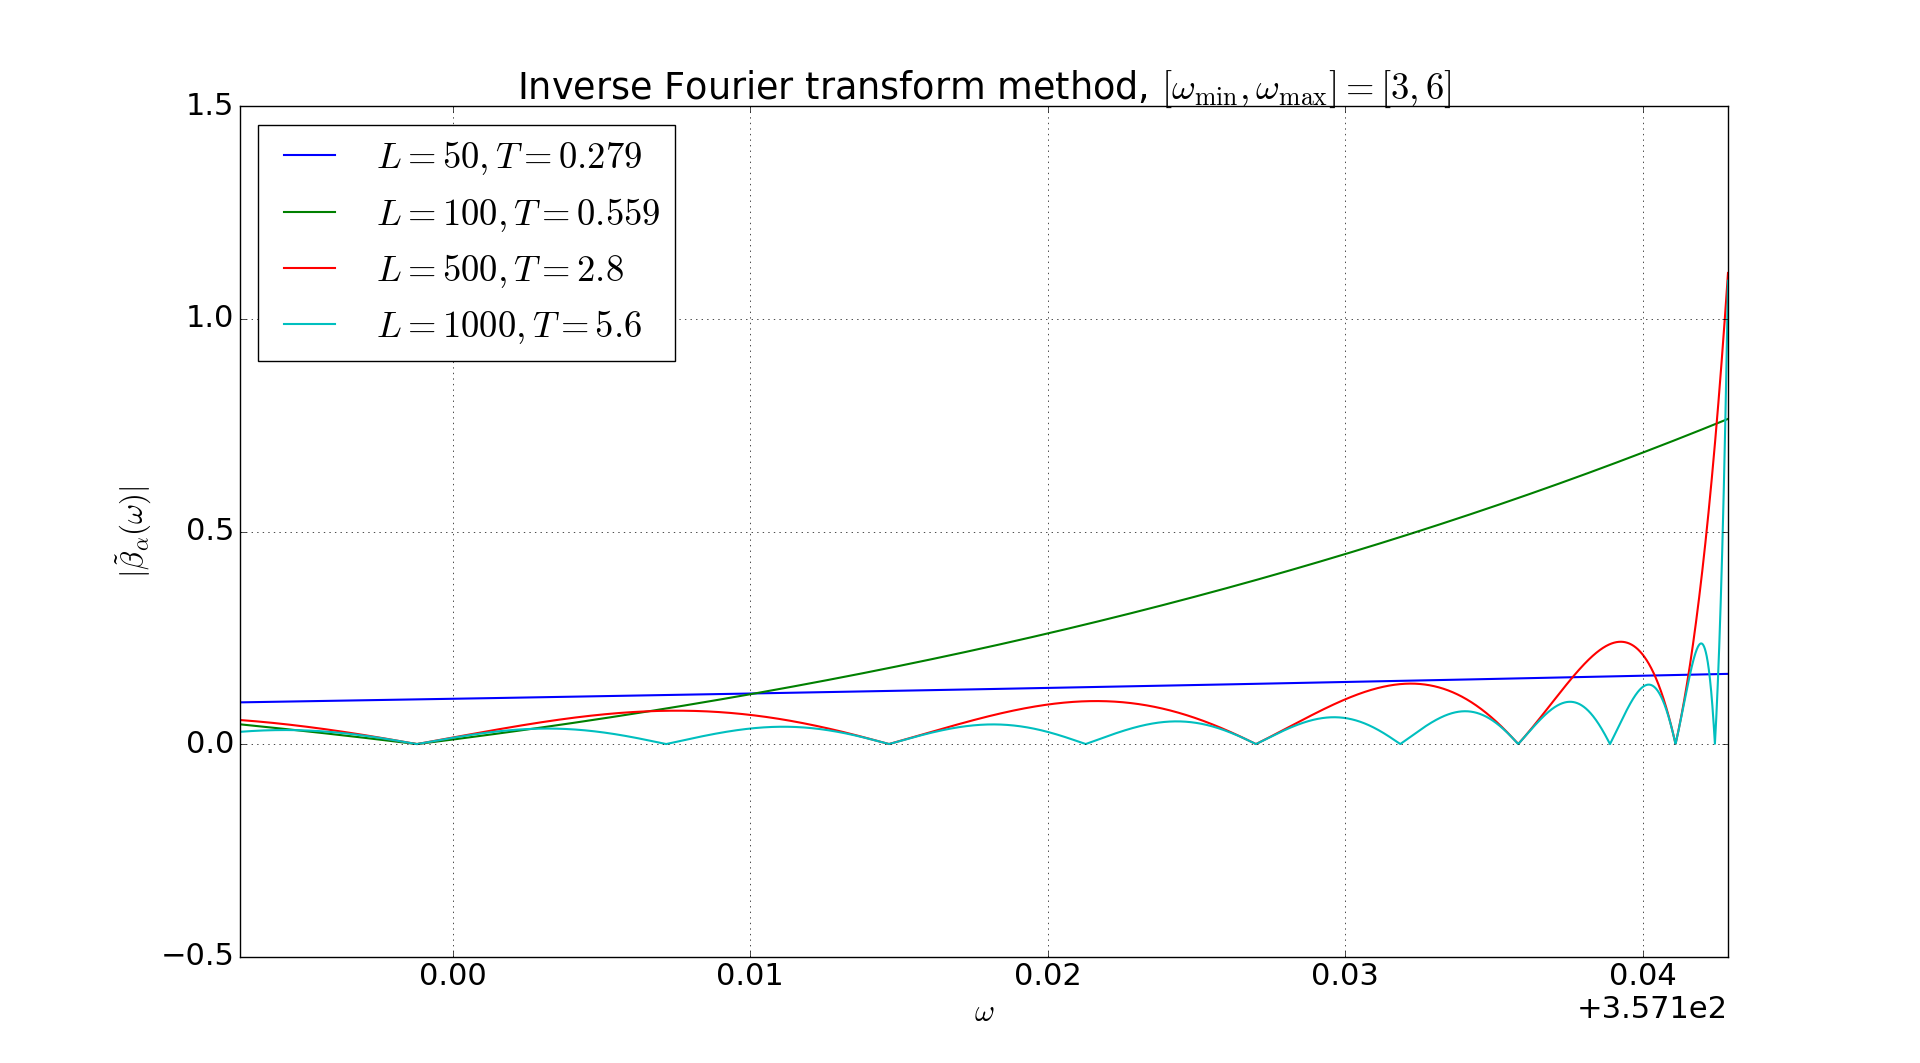 Inverse Fourier transform method, [ω_min, ω_max] = [3, 6]
1.5
1.0
0.5
0.0
−0.5
L = 50, T = 0.279
L = 100, T = 0.559
L = 500, T = 2.8
L = 1000, T = 5.6
|β̃_α(ω)|
0.00 0.01 0.02 0.03 0.04
+3.571e2
ω